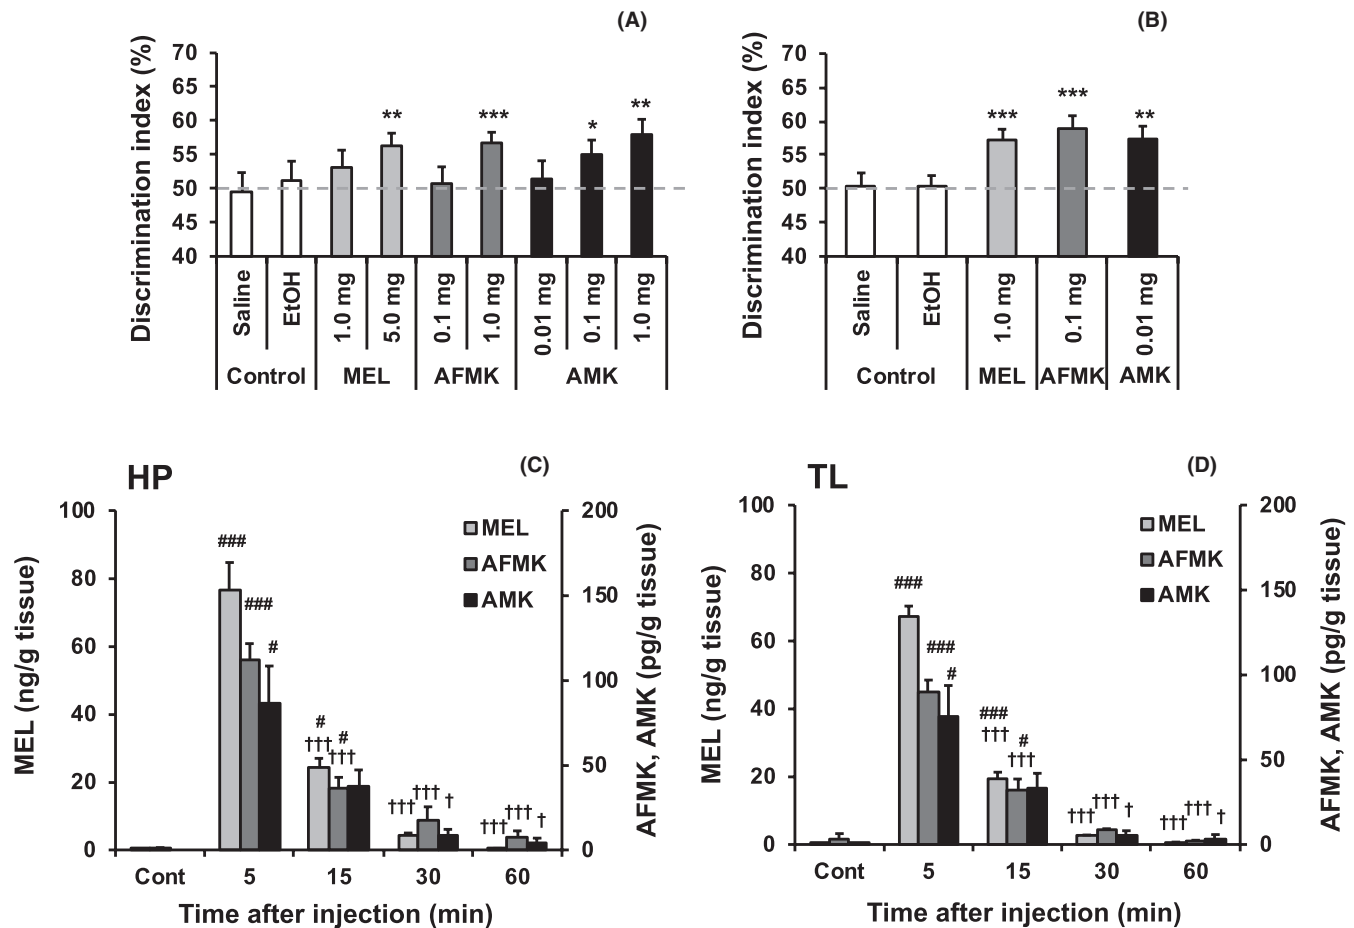 (A)
Discrimination index (%)
70
65
60
55
50
45
40
**
***
*
**
Saline
EtOH
1.0 mg
5.0 mg
0.1 mg
1.0 mg
0.01 mg
0.1 mg
1.0 mg
Control
MEL
AFMK
AMK
(B)
Discrimination index (%)
70
65
60
55
50
45
40
***
***
**
Saline
EtOH
1.0 mg
0.1 mg
0.01 mg
Control
MEL
AFMK
AMK
HP
(C)
MEL (ng/g tissue)
100
80
60
40
20
0
MEL
AFMK
AMK
###
###
#
#
†††
#
†††
†††
†††
†
†††
†††
†
200
150
100
50
0
AFMK, AMK (pg/g tissue)
Cont
5
15
30
60
Time after injection (min)
TL
(D)
MEL (ng/g tissue)
100
80
60
40
20
0
MEL
AFMK
AMK
###
###
#
###
†††
#
†††
†††
†††
†
†††
†††
†
200
150
100
50
0
AFMK, AMK (pg/g tissue)
Cont
5
15
30
60
Time after injection (min)